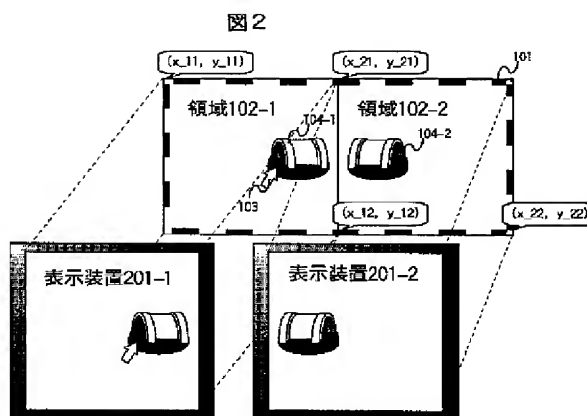 図2
(x_11, y_11)
(x_21, y_21)
101
領域102-1
領域102-2
104-1
104-2
103
(x_12, y_12)
(x_22, y_22)
表示装置201-1
表示装置201-2